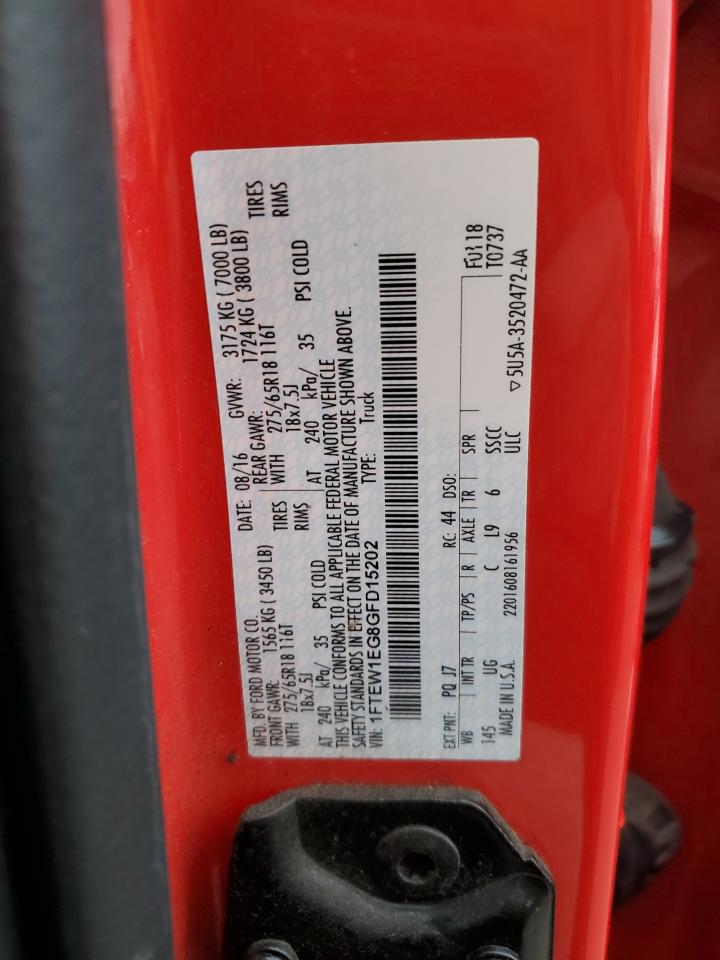 MFD. BY FORD MOTOR CO. DATE: 08/16 GVWR: 3175 KG ( 7000 LB)
FRONT GAWR: 1565 KG ( 3450 LB) REAR GAWR: 1724 KG ( 3800 LB)
WITH 275/65R18 116T TIRES WITH 275/65R18 116T TIRES
18x7.5J RIMS 18x7.5J RIMS
AT 240 kPa/ 35 PSI COLD AT 240 kPa/ 35 PSI COLD
THIS VEHICLE CONFORMS TO ALL APPLICABLE FEDERAL MOTOR VEHICLE
SAFETY STANDARDS IN EFFECT ON THE DATE OF MANUFACTURE SHOWN ABOVE.
VIN: 1FTEW1EG8GFD15202 TYPE: Truck
EXT PNT: PQ J7 RC: 44 DSO:
WB INT TR TP/PS R AXLE TR SPR
145 UG C L9 6 SSCC T0737
MADE IN U.S.A. 2201608161956 ULC
▽5U5A-3520472-AA